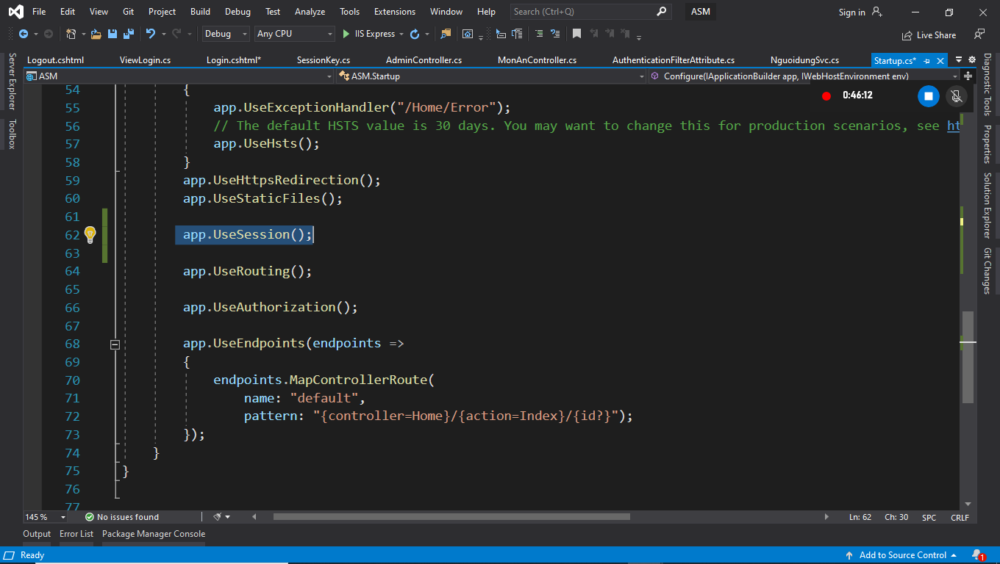 File Edit View Git Project Build Debug Test Analyze Tools Extensions Window Help Search (Ctrl+Q) ASM Sign in
Debug Any CPU IIS Express Live Share
Logout.cshtml ViewLogin.cs Login.cshtml* SessionKey.cs AdminController.cs MonAnController.cs AuthenticationFilterAttribute.cs NguoidungSvc.cs Startup.cs*
ASM ASM.Startup Configure(IApplicationBuilder app, IWebHostEnvironment env)
0:46:12
Server Explorer
Toolbox
Diagnostic Tools
Properties
Solution Explorer
Git Changes
54 {
55 app.UseExceptionHandler("/Home/Error");
56 // The default HSTS value is 30 days. You may want to change this for production scenarios, see ht
57 app.UseHsts();
58 }
59 app.UseHttpsRedirection();
60 app.UseStaticFiles();
61
62 app.UseSession();
63
64 app.UseRouting();
65
66 app.UseAuthorization();
67
68 app.UseEndpoints(endpoints =>
69 {
70 endpoints.MapControllerRoute(
71 name: "default",
72 pattern: "{controller=Home}/{action=Index}/{id?}");
73 });
74 }
75 }
76
77
145 % No issues found Ln: 62 Ch: 30 SPC CRLF
Output Error List Package Manager Console
Ready Add to Source Control 1